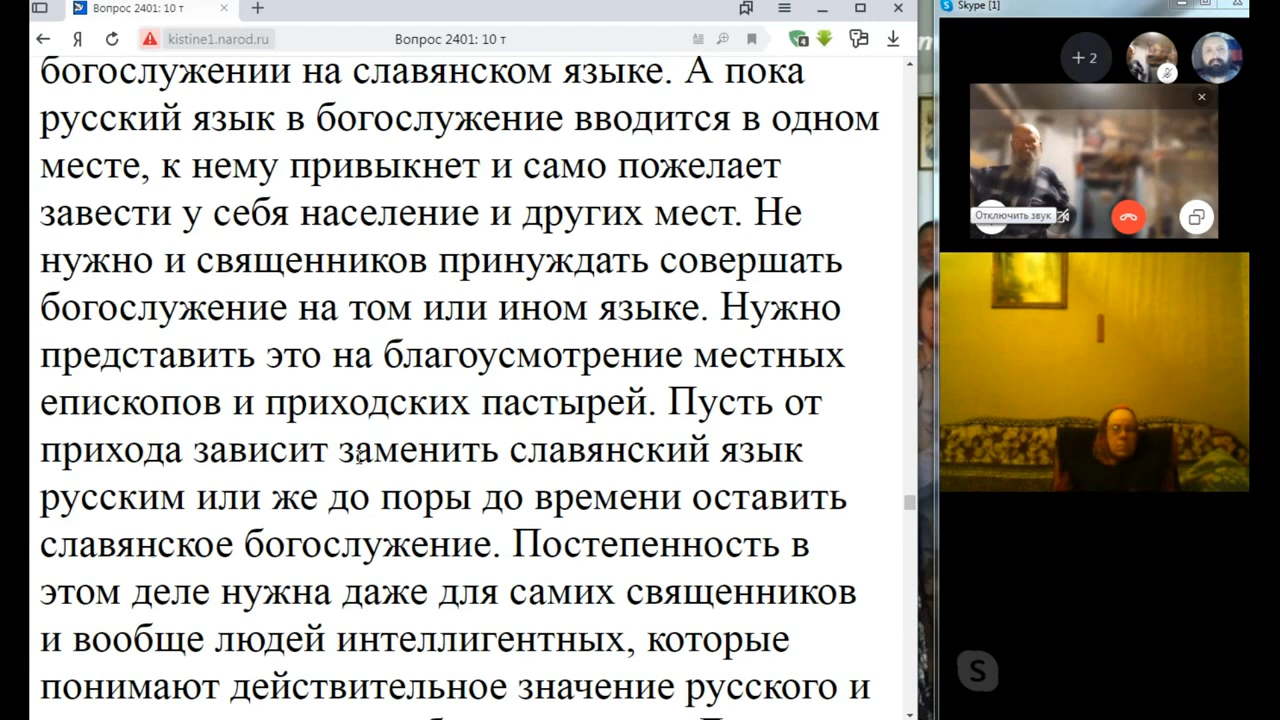 Вопрос 2401: 10 т
kistine1.narod.ru
Вопрос 2401: 10 т
4
богослужении на славянском языке. А пока
русский язык в богослужение вводится в одном
месте, к нему привыкнет и само пожелает
завести у себя население и других мест. Не
нужно и священников принуждать совершать
богослужение на том или ином языке. Нужно
представить это на благоусмотрение местных
епископов и приходских пастырей. Пусть от
прихода зависит заменить славянский язык
русским или же до поры до времени оставить
славянское богослужение. Постепенность в
этом деле нужна даже для самих священников
и вообще людей интеллигентных, которые
понимают действительное значение русского и
Skype [1]
+2
Отключить звук
S